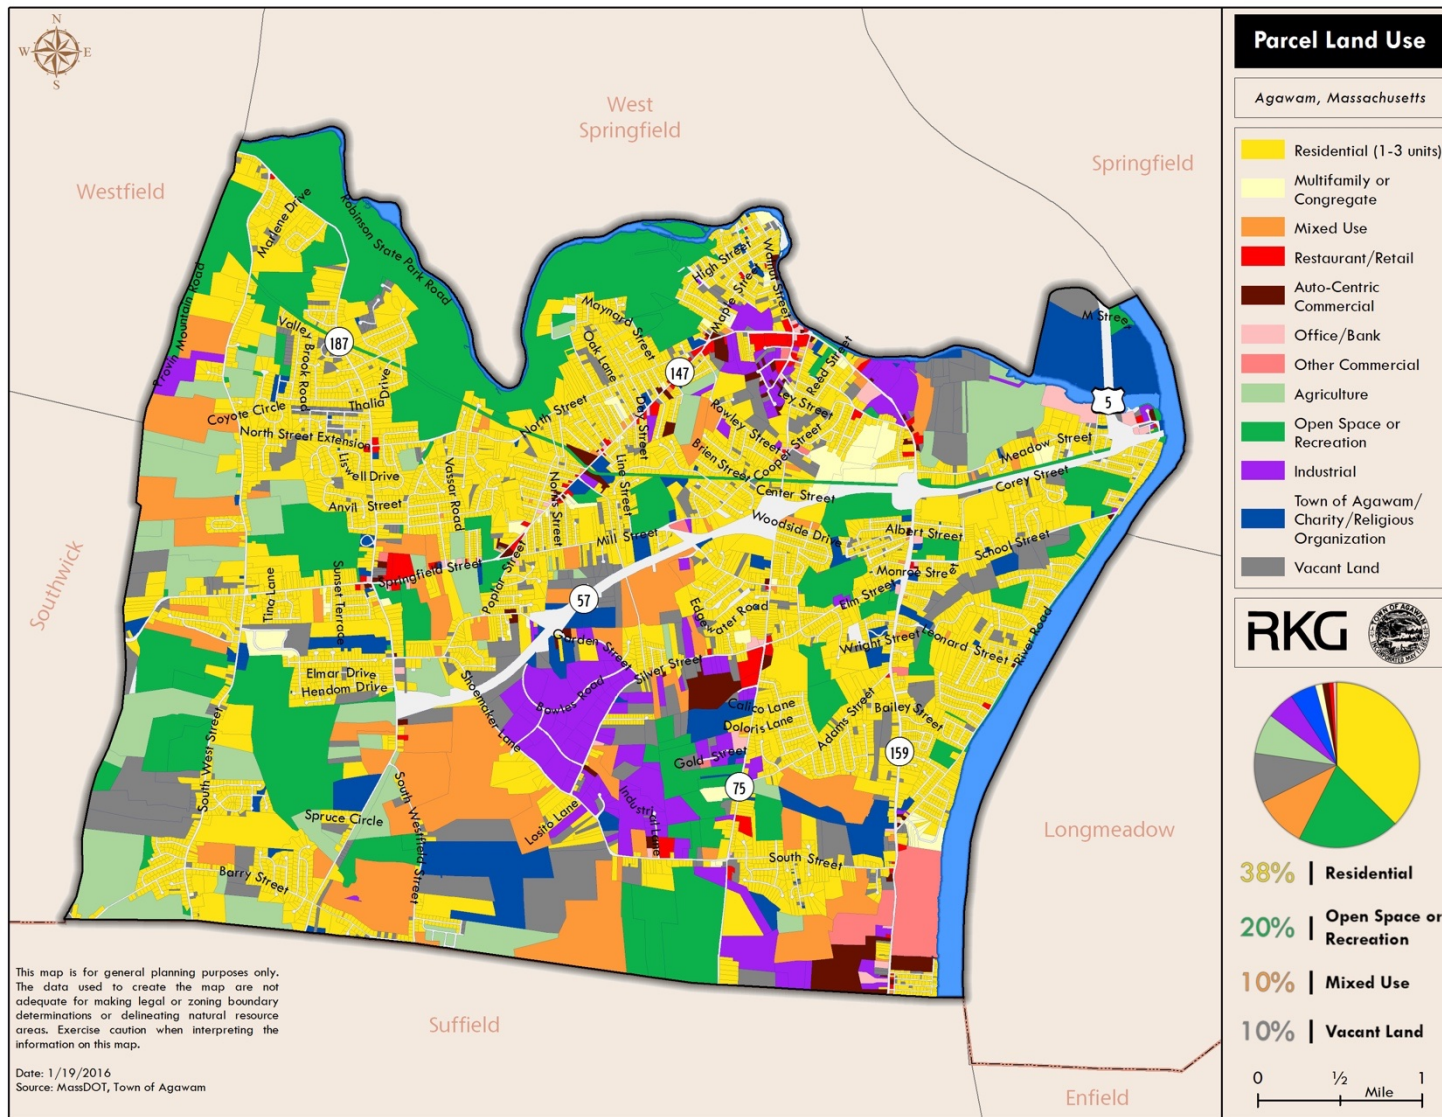 N
W
E
S
West
Springfield
Springfield
Westfield
Southwick
Suffield
Longmeadow
Enfield
Marlene Drive
Robinson State Park Road
Provin Mountain Road
Valley Brook Road
187
Thalia Drive
Coyote Circle
North Street Extension
Liswell Drive
Anvil Street
Vassar Road
North Street
Maynard Street
Oak Lane
High Street
Maple Street
Walnut Street
147
Day Street
Rowley Street
Brien Street
Cooper Street
Ley Street
Reed Street
M Street
5
Meadow Street
Corey Street
Center Street
Line Street
Norris Street
Mill Street
Woodside Drive
Albert Street
School Street
Monroe Street
Elm Street
Springfield Street
Poplar Street
57
Tina Lane
Sunset Terrace
Edgewater Road
Wright Street
Leonard Street
River Road
Garden Street
Silver Street
Elmar Drive
Hendom Drive
Shoemaker Lane
Bowles Road
Calico Lane
Doloris Lane
Adams Street
Bailey Street
159
Gold Street
75
South West Street
South Westfield Street
Spruce Circle
Losito Lane
Industrial Lane
South Street
Barry Street
This map is for general planning purposes only.
The data used to create the map are not
adequate for making legal or zoning boundary
determinations or delineating natural resource
areas. Exercise caution when interpreting the
information on this map.
Date: 1/19/2016
Source: MassDOT, Town of Agawam
Parcel Land Use
Agawam, Massachusetts
Residential (1-3 units)
Multifamily or
Congregate
Mixed Use
Restaurant/Retail
Auto-Centric
Commercial
Office/Bank
Other Commercial
Agriculture
Open Space or
Recreation
Industrial
Town of Agawam/
Charity/Religious
Organization
Vacant Land
RKG
TOWN OF AGAWAM
38% | Residential
20% | Open Space or
Recreation
10% | Mixed Use
10% | Vacant Land
0 ½ 1
Mile